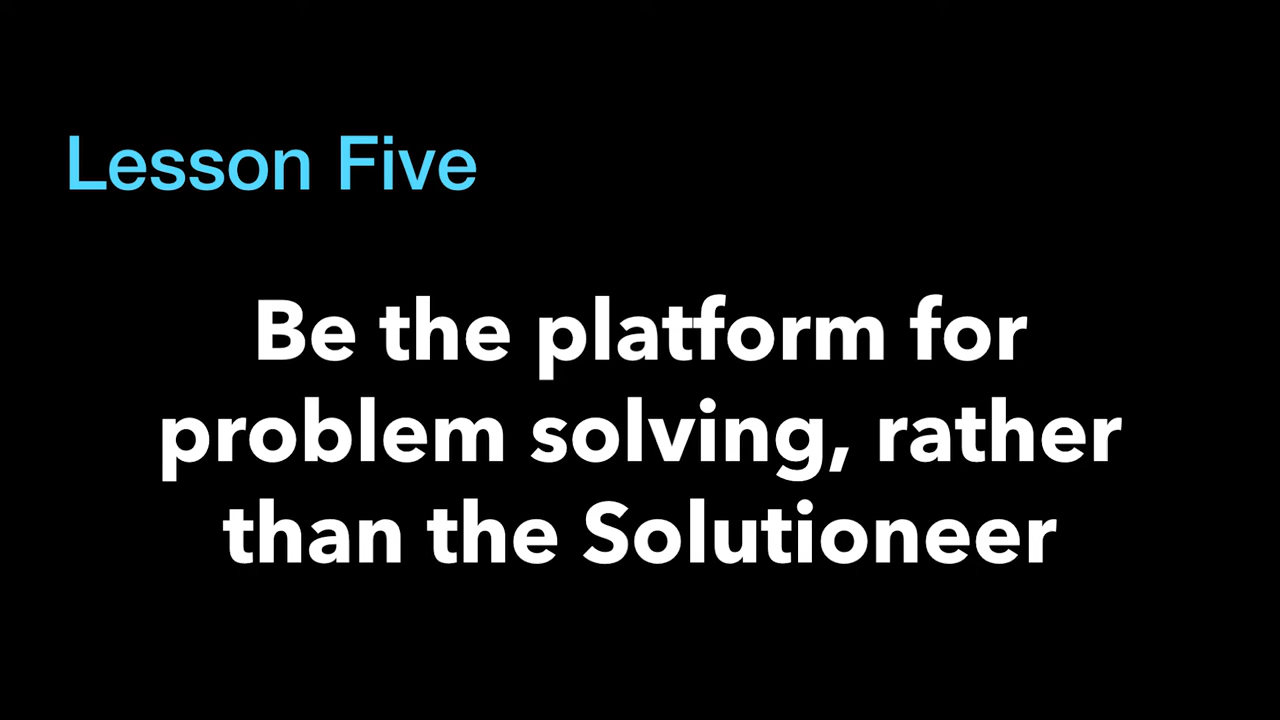 Lesson Five
Be the platform for
problem solving, rather
than the Solutioneer